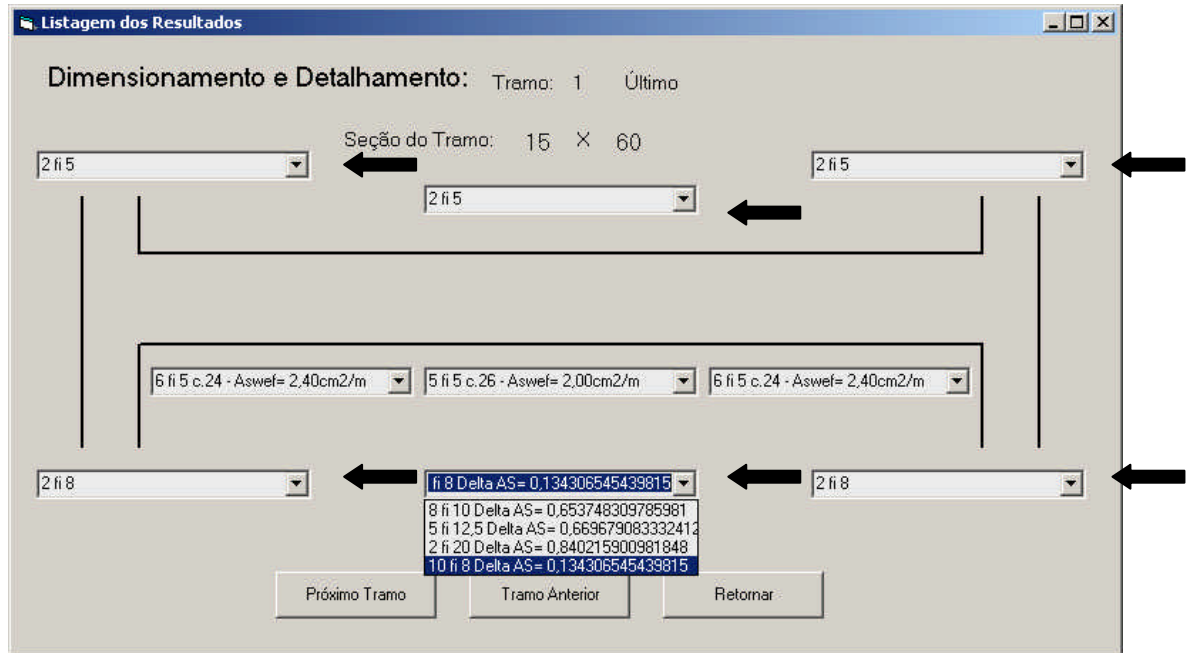 Listagem dos Resultados
Dimensionamento e Detalhamento: Tramo: 1 Último
Seção do Tramo: 15 X 60
2 fi 5
2 fi 5
2 fi 5
6 fi 5 c.24 - Aswef= 2,40cm2/m
5 fi 5 c.26 - Aswef= 2,00cm2/m
6 fi 5 c.24 - Aswef= 2,40cm2/m
2 fi 8
fi 8 Delta AS= 0,134306545439815
2 fi 8
8 fi 10 Delta AS= 0,653748309785981
5 fi 12,5 Delta AS= 0,669679083332412
2 fi 20 Delta AS= 0,840215900981848
10 fi 8 Delta AS= 0,134306545439815
Próximo Tramo
Tramo Anterior
Retornar